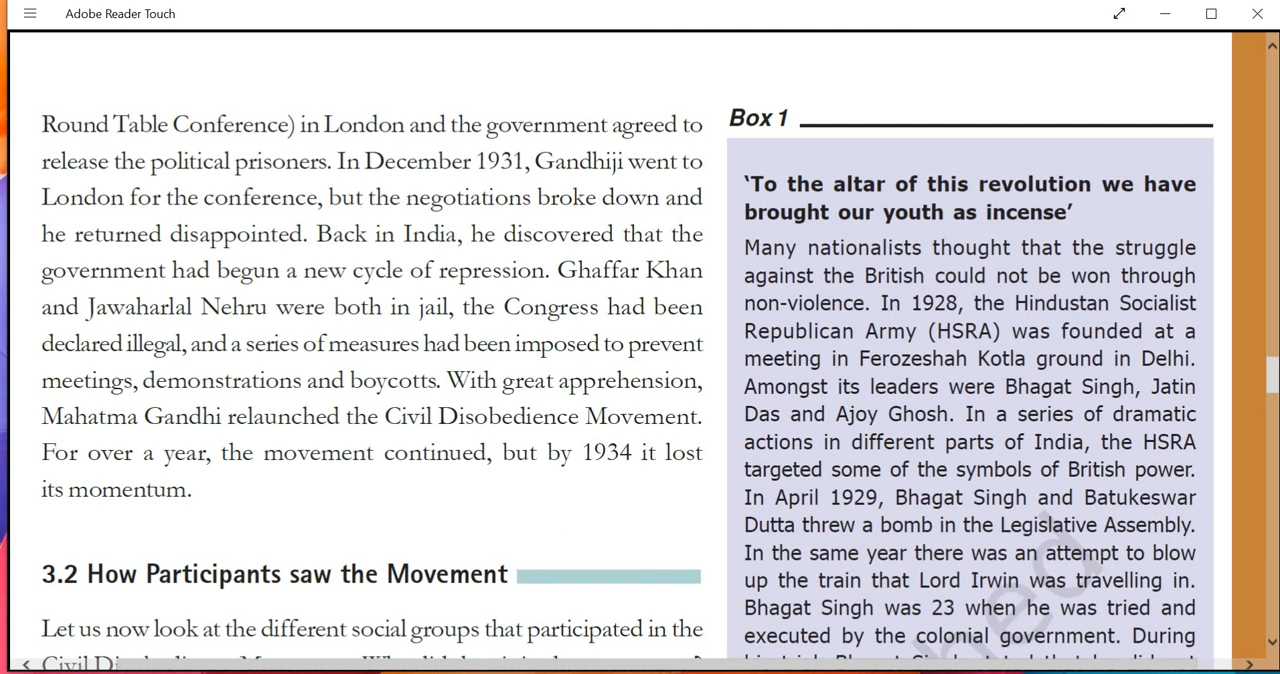 Adobe Reader Touch
Round Table Conference) in London and the government agreed to
release the political prisoners. In December 1931, Gandhiji went to
London for the conference, but the negotiations broke down and
he returned disappointed. Back in India, he discovered that the
government had begun a new cycle of repression. Ghaffar Khan
and Jawaharlal Nehru were both in jail, the Congress had been
declared illegal, and a series of measures had been imposed to prevent
meetings, demonstrations and boycotts. With great apprehension,
Mahatma Gandhi relaunched the Civil Disobedience Movement.
For over a year, the movement continued, but by 1934 it lost
its momentum.
3.2 How Participants saw the Movement
Let us now look at the different social groups that participated in the
Box 1
‘To the altar of this revolution we have
brought our youth as incense’
Many nationalists thought that the struggle
against the British could not be won through
non-violence. In 1928, the Hindustan Socialist
Republican Army (HSRA) was founded at a
meeting in Ferozeshah Kotla ground in Delhi.
Amongst its leaders were Bhagat Singh, Jatin
Das and Ajoy Ghosh. In a series of dramatic
actions in different parts of India, the HSRA
targeted some of the symbols of British power.
In April 1929, Bhagat Singh and Batukeswar
Dutta threw a bomb in the Legislative Assembly.
In the same year there was an attempt to blow
up the train that Lord Irwin was travelling in.
Bhagat Singh was 23 when he was tried and
executed by the colonial government. During